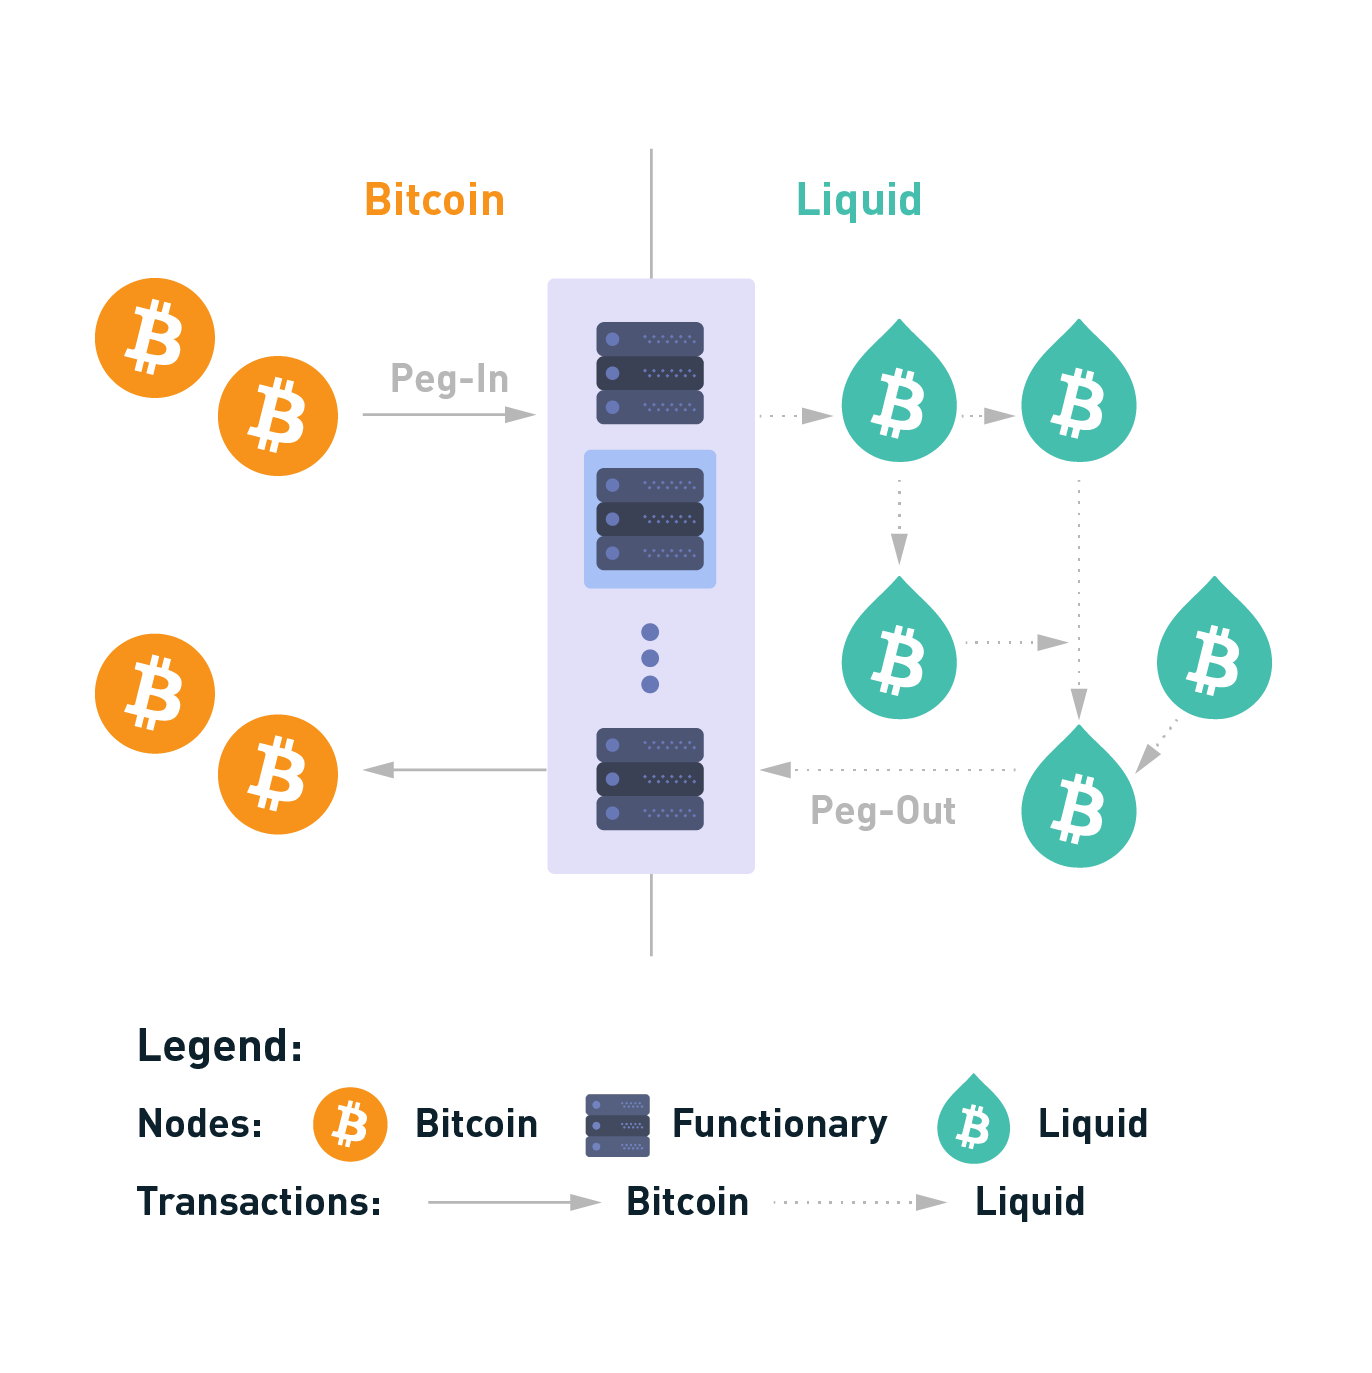 Bitcoin
Liquid
Peg-In
Peg-Out
Legend:
Nodes: Bitcoin Functionary Liquid
Transactions: Bitcoin Liquid